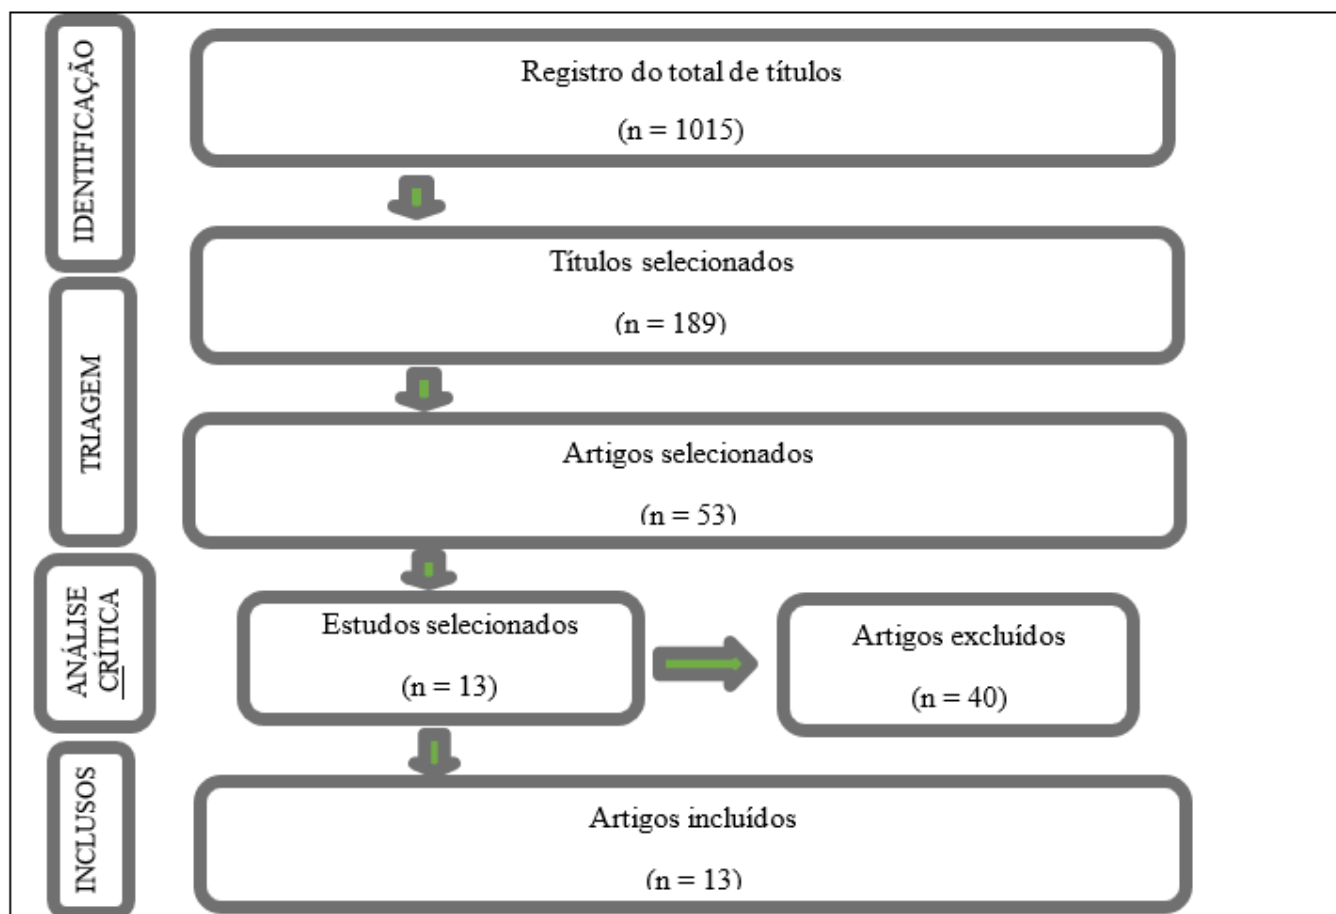 IDENTIFICAÇÃO
Registro do total de títulos
(n = 1015)
Títulos selecionados
(n = 189)
TRIAGEM
Artigos selecionados
(n = 53)
ANÁLISE
CRÍTICA
Estudos selecionados
(n = 13)
Artigos excluídos
(n = 40)
INCLUSOS
Artigos incluídos
(n = 13)